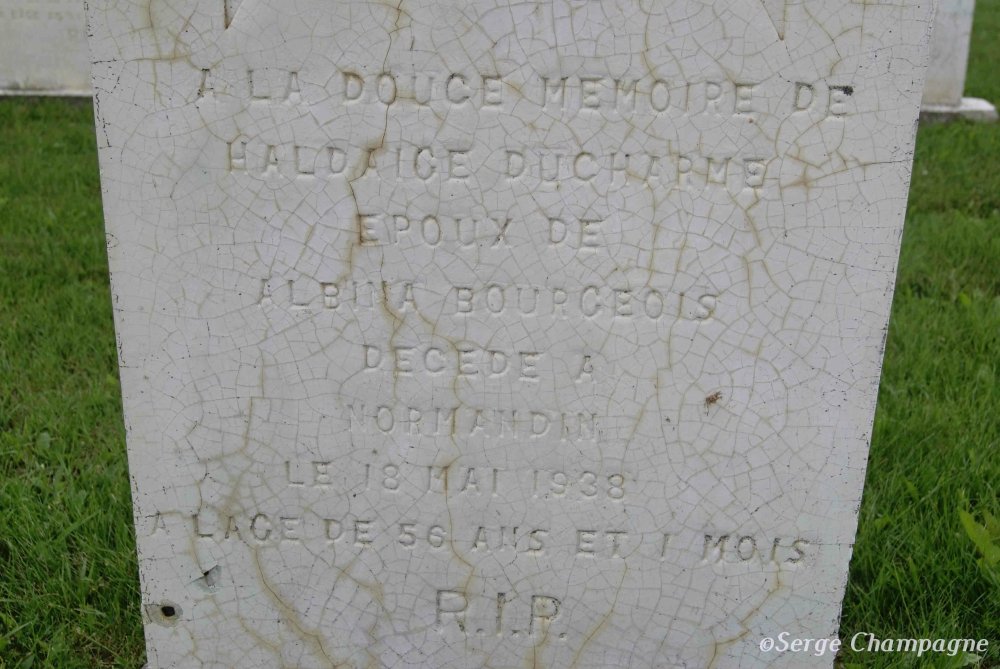 A LA DOUCE MEMOIRE DE
HALDAIGE DUCHARME
EPOUX DE
ALBINA BOURGEOIS
DECEDE A
NORMANDIN
LE 18 MAI 1938
A LAGE DE 56 ANS ET 1 MOIS
R.I.P.
©Serge Champagne